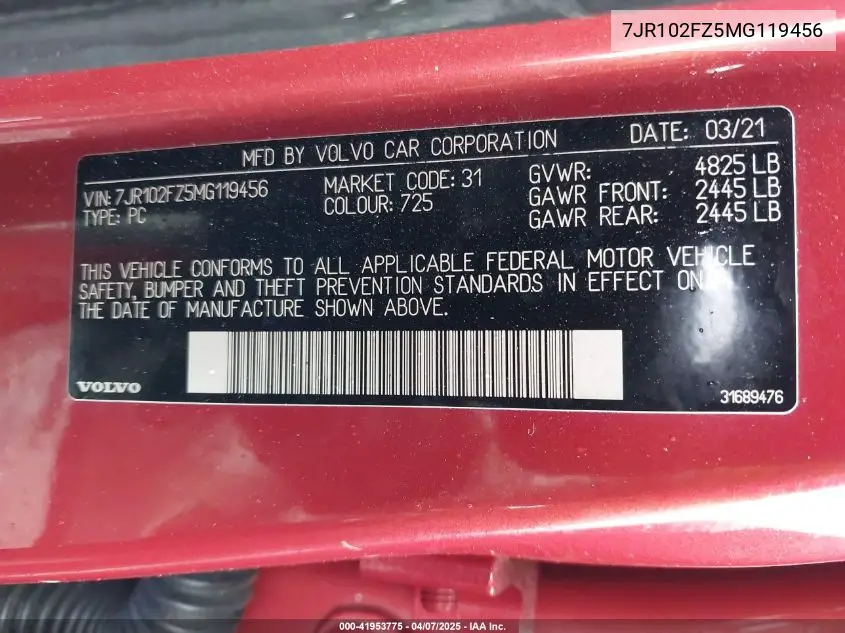 7JR102FZ5MG119456
MFD BY VOLVO CAR CORPORATION DATE: 03/21
VIN: 7JR102FZ5MG119456 MARKET CODE: 31 GVWR: 4825 LB
TYPE: PC COLOUR: 725 GAWR FRONT: 2445 LB
GAWR REAR: 2445 LB
THIS VEHICLE CONFORMS TO ALL APPLICABLE FEDERAL MOTOR VEHICLE
SAFETY, BUMPER AND THEFT PREVENTION STANDARDS IN EFFECT ON
THE DATE OF MANUFACTURE SHOWN ABOVE.
VOLVO
31689476
000-41953775 - 04/07/2025 - IAA Inc.